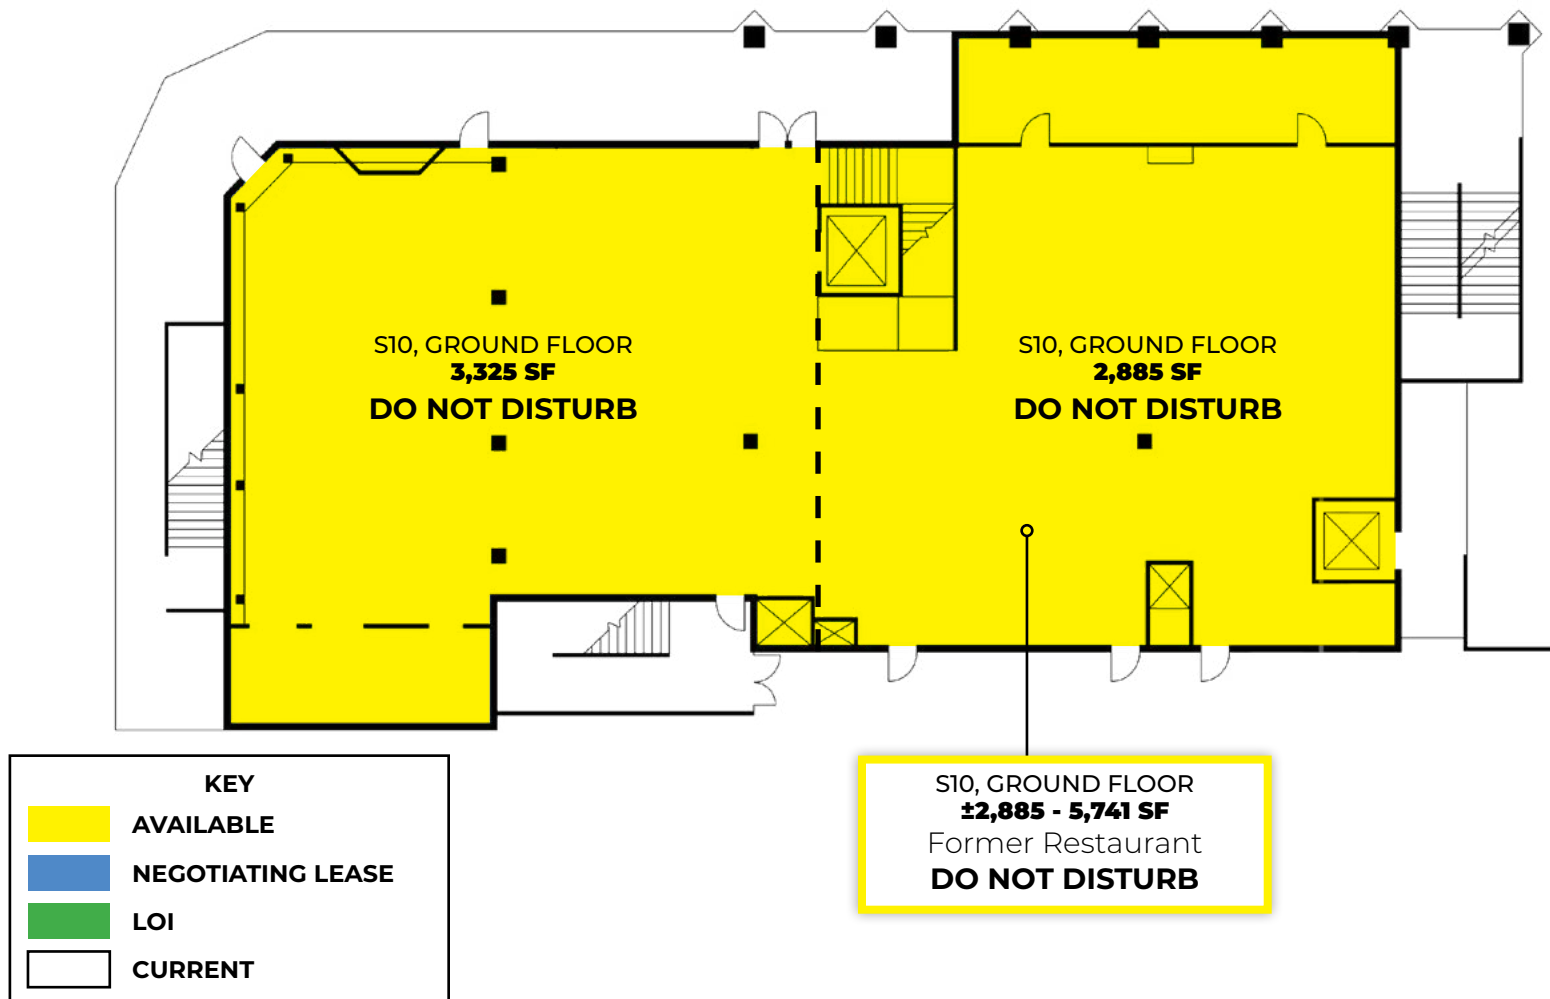 S10, GROUND FLOOR
3,325 SF
DO NOT DISTURB
S10, GROUND FLOOR
2,885 SF
DO NOT DISTURB
S10, GROUND FLOOR
±2,885 - 5,741 SF
Former Restaurant
DO NOT DISTURB
KEY
AVAILABLE
NEGOTIATING LEASE
LOI
CURRENT